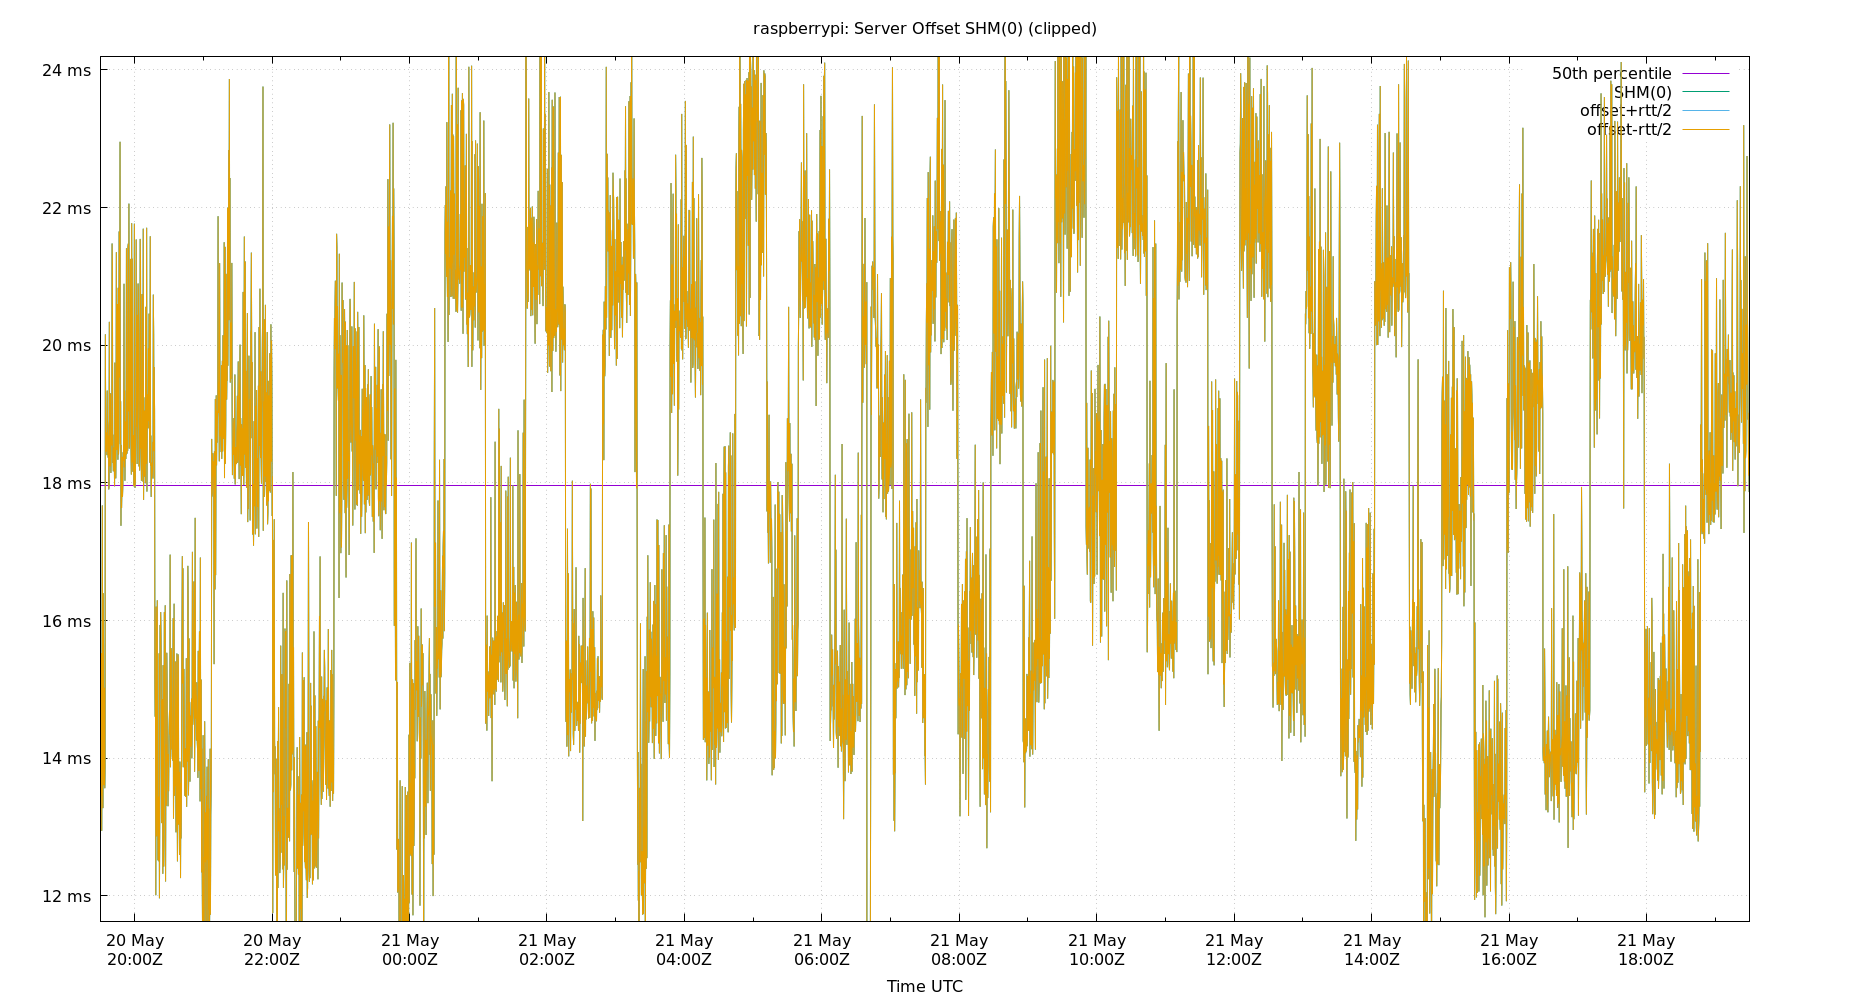 raspberrypi: Server Offset SHM(0) (clipped)
24 ms
22 ms
20 ms
18 ms
16 ms
14 ms
12 ms
50th percentile
SHM(0)
offset+rtt/2
offset-rtt/2
20 May 20 May 21 May 21 May 21 May 21 May 21 May 21 May 21 May 21 May 21 May 21 May
20:00Z 22:00Z 00:00Z 02:00Z 04:00Z 06:00Z 08:00Z 10:00Z 12:00Z 14:00Z 16:00Z 18:00Z
Time UTC